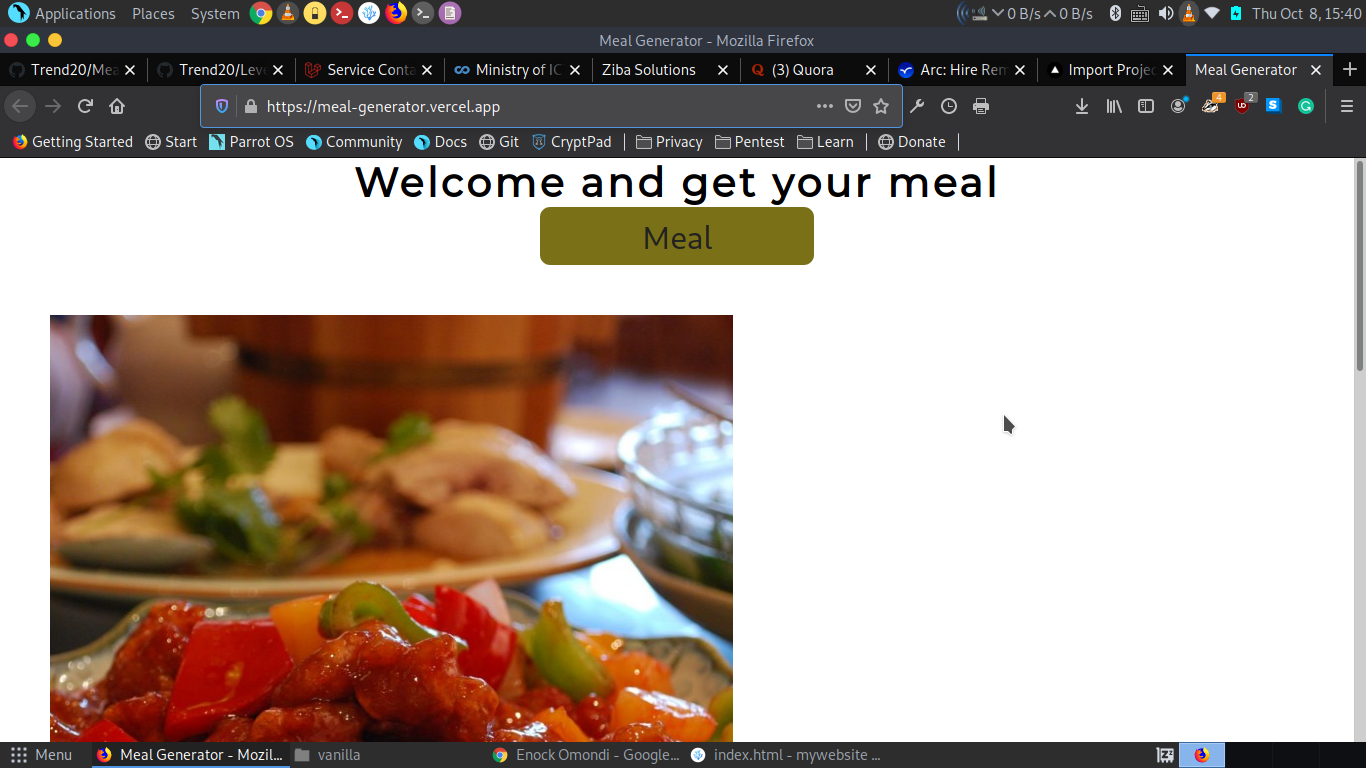 Applications Places System 0 B/s 0 B/s Thu Oct 8, 15:40
Meal Generator - Mozilla Firefox
Trend20/Mea Trend20/Leve Service Conta Ministry of IC Ziba Solutions (3) Quora Arc: Hire Rem Import Projec Meal Generator
https://meal-generator.vercel.app 4 2
Getting Started Start Parrot OS Community Docs Git CryptPad Privacy Pentest Learn Donate
Welcome and get your meal
Meal
Menu Meal Generator - Mozil... vanilla Enock Omondi - Google... index.html - mywebsite ...